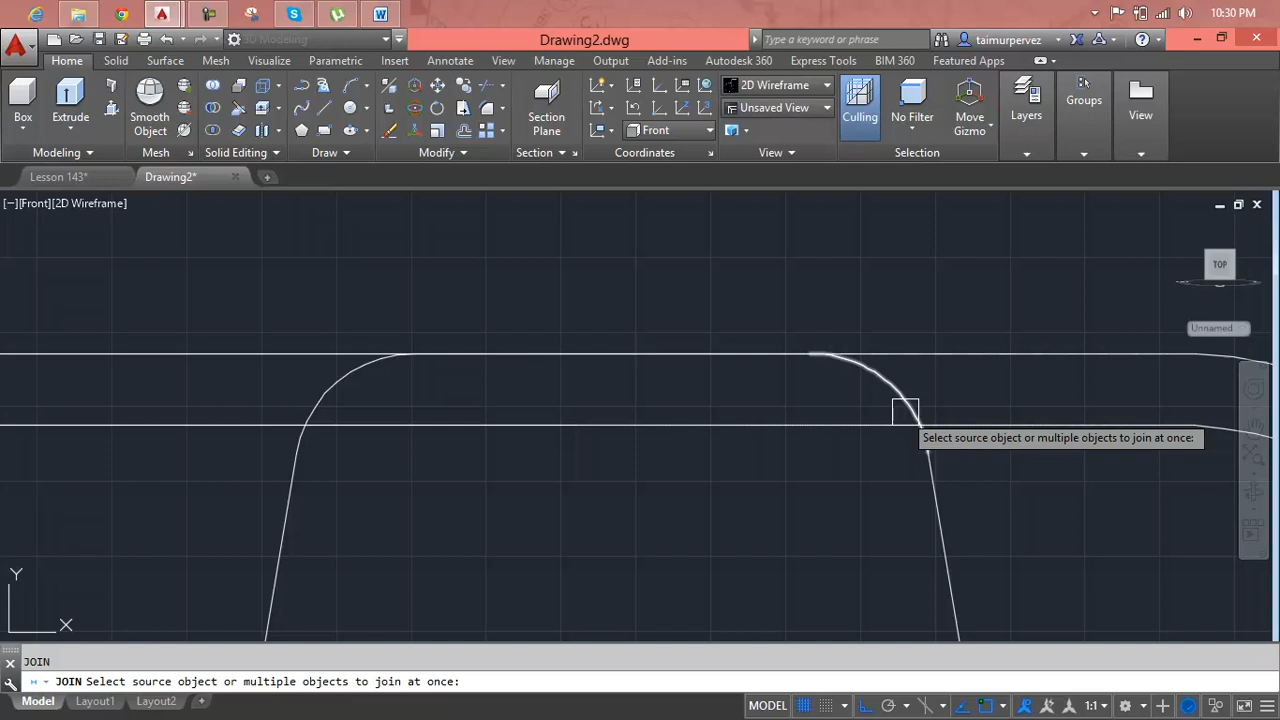 10:30 PM
3D Modeling
Drawing2.dwg
Type a keyword or phrase
taimurpervez
Home Solid Surface Mesh Visualize Parametric Insert Annotate View Manage Output Add-ins Autodesk 360 Express Tools BIM 360 Featured Apps
2D Wireframe
Unsaved View
Front
Box
Extrude
Smooth
Object
Section
Plane
Culling
No Filter
Move
Gizmo
Layers
Groups
View
Modeling Mesh Solid Editing Draw Modify Section Coordinates View Selection
Lesson 143* Drawing2*
[−][Front][2D Wireframe]
TOP
Unnamed
Select source object or multiple objects to join at once:
Y
X
JOIN
JOIN Select source object or multiple objects to join at once:
Model Layout1 Layout2
MODEL
1:1